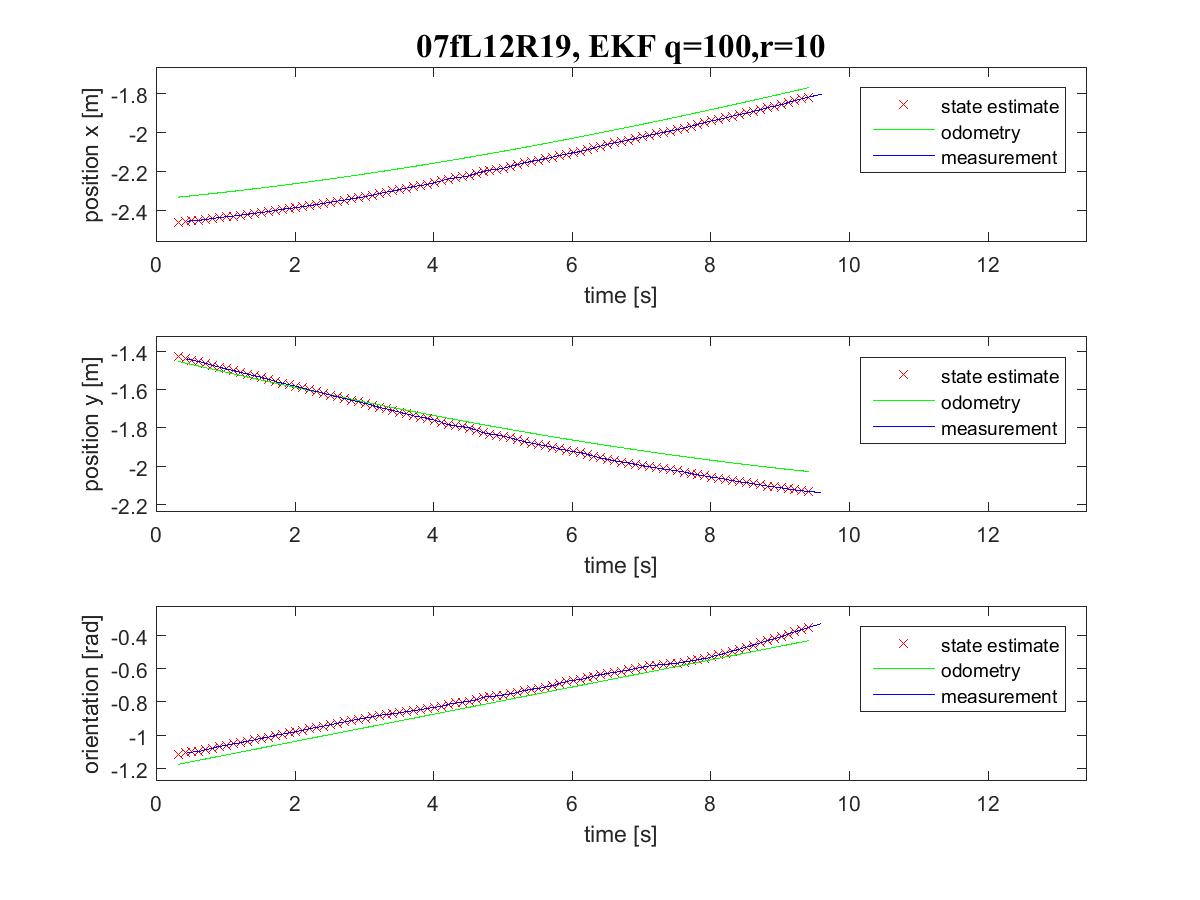 07fL12R19, EKF q=100,r=10
position x [m]
-1.8
-2
-2.2
-2.4
0 2 4 6 8 10 12
time [s]
state estimate
odometry
measurement
position y [m]
-1.4
-1.6
-1.8
-2
-2.2
0 2 4 6 8 10 12
time [s]
state estimate
odometry
measurement
orientation [rad]
-0.4
-0.6
-0.8
-1
-1.2
0 2 4 6 8 10 12
time [s]
state estimate
odometry
measurement